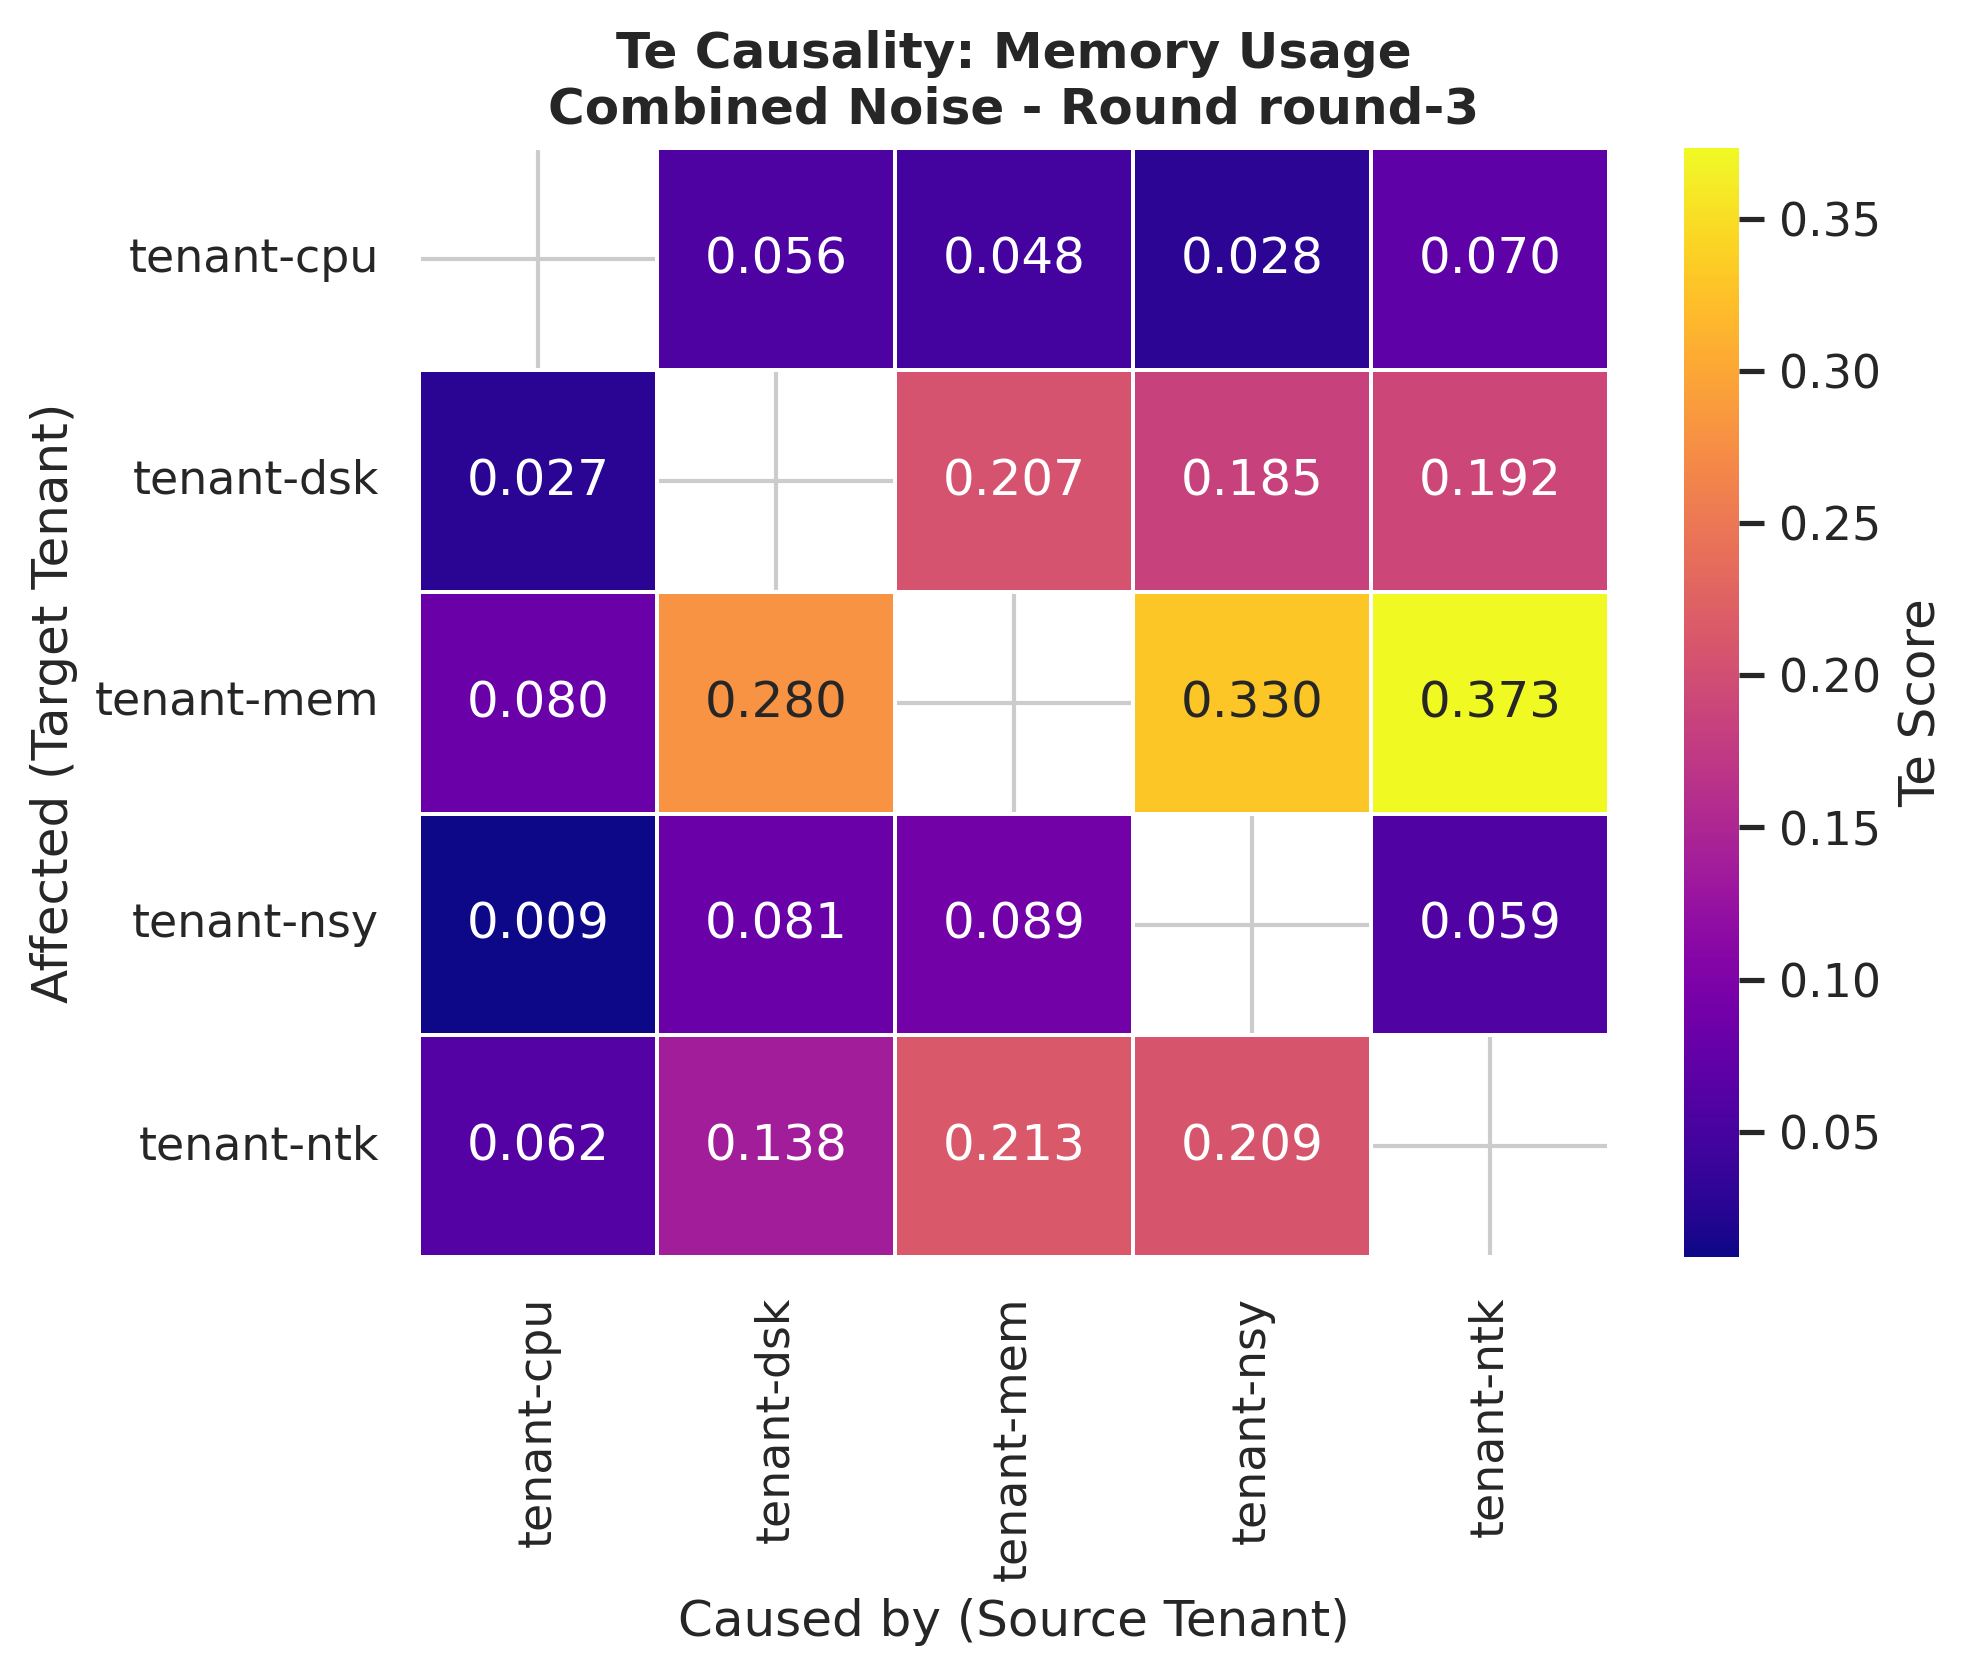 Te Causality: Memory Usage
Combined Noise - Round round-3
tenant-cpu
0.056 0.048 0.028 0.070
tenant-dsk
0.027 0.207 0.185 0.192
tenant-mem
0.080 0.280 0.330 0.373
tenant-nsy
0.009 0.081 0.089 0.059
tenant-ntk
0.062 0.138 0.213 0.209
Affected (Target Tenant)
tenant-cpu
tenant-dsk
tenant-mem
tenant-nsy
tenant-ntk
Caused by (Source Tenant)
0.35
0.30
0.25
0.20
0.15
0.10
0.05
Te Score